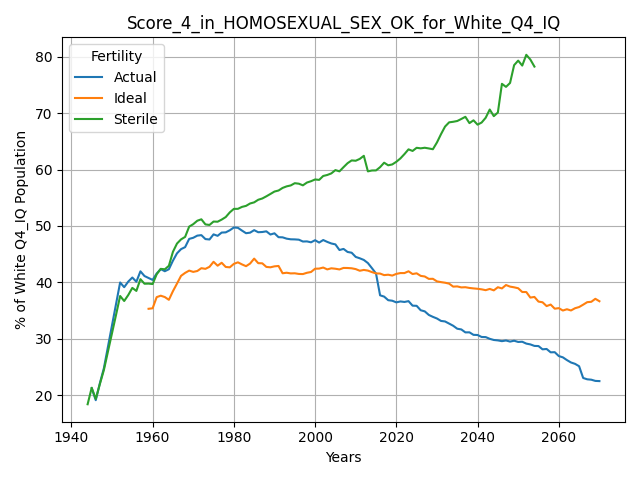 Score_4_in_HOMOSEXUAL_SEX_OK_for_White_Q4_IQ
Fertility
Actual
Ideal
Sterile
% of White Q4_IQ Population
80
70
60
50
40
30
20
1940 1960 1980 2000 2020 2040 2060
Years